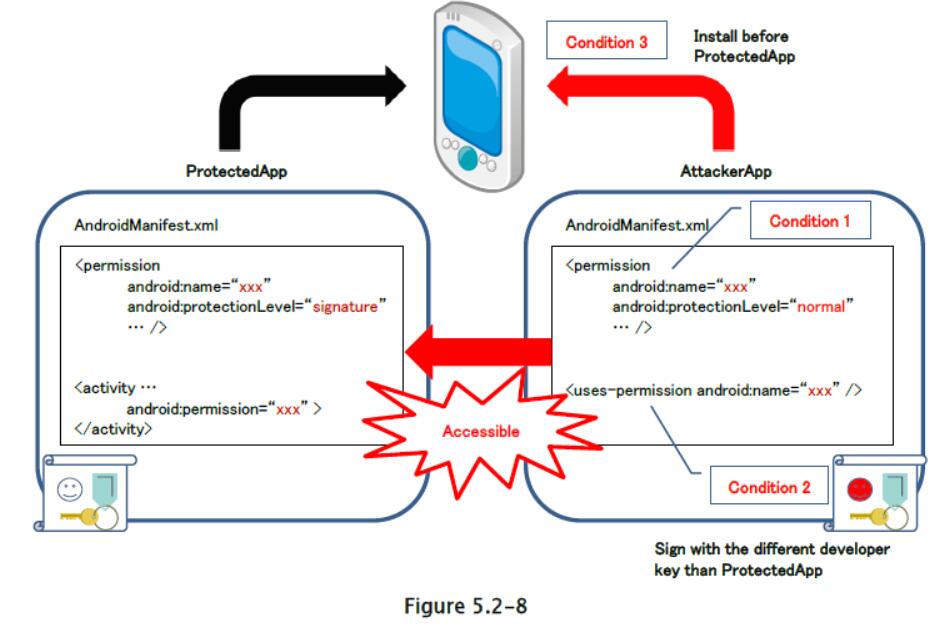 Condition 3
Install before
ProtectedApp
ProtectedApp
AttackerApp
AndroidManifest.xml
<permission
android:name=“xxx”
android:protectionLevel=“signature”
… />
<activity …
android:permission=“xxx” >
</activity>
AndroidManifest.xml
Condition 1
<permission
android:name=“xxx”
android:protectionLevel=“normal”
… />
<uses-permission android:name=“xxx” />
Accessible
Condition 2
Sign with the different developer
key than ProtectedApp
Figure 5.2-8